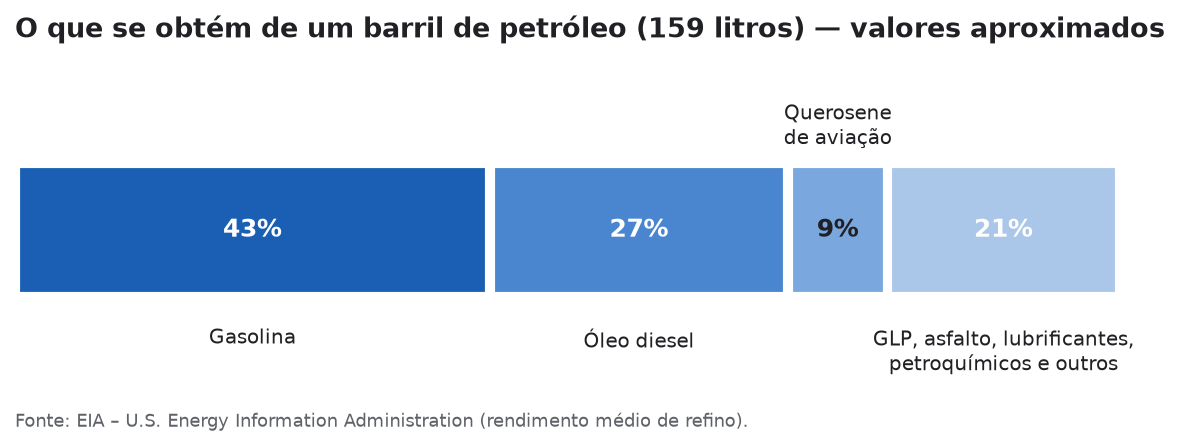 O que se obtém de um barril de petróleo (159 litros) — valores aproximados
Querosene
de aviação
43%
27%
9%
21%
Gasolina
Óleo diesel
GLP, asfalto, lubrificantes,
petroquímicos e outros
Fonte: EIA – U.S. Energy Information Administration (rendimento médio de refino).